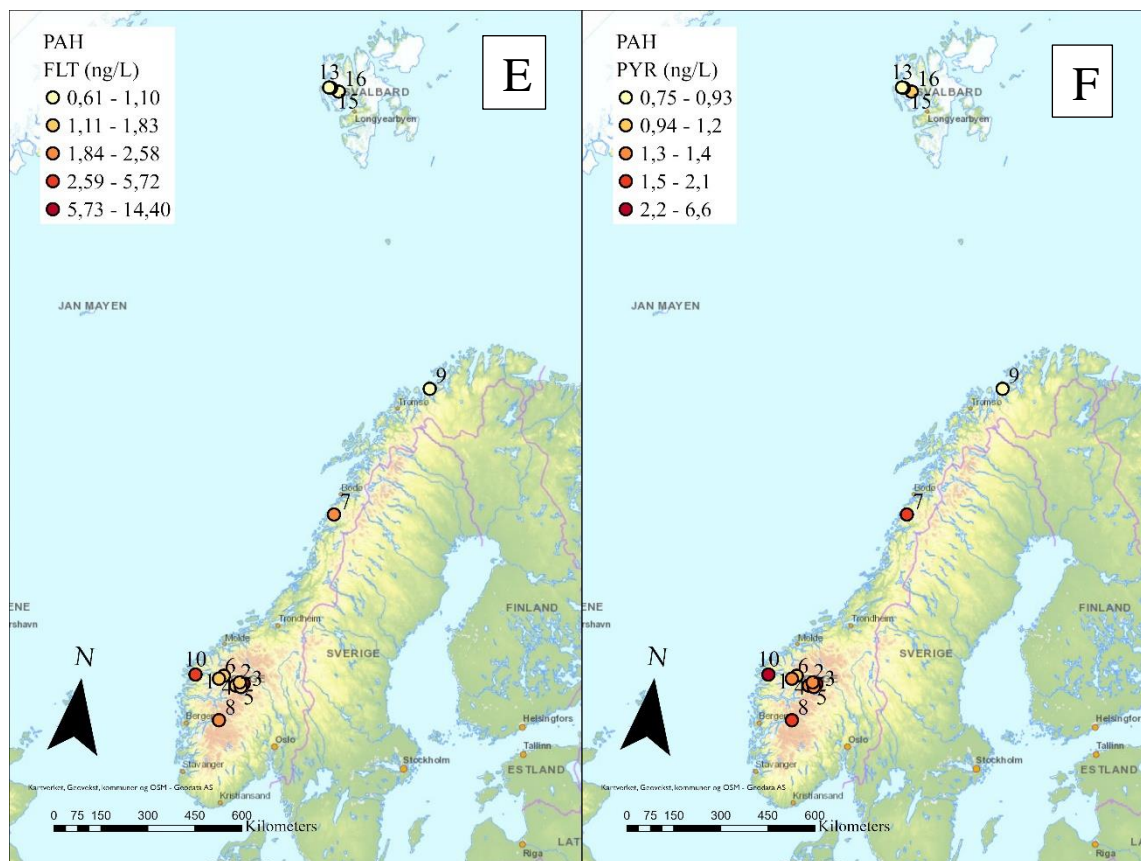 PAH
FLT (ng/L)
0,61 - 1,10
1,11 - 1,83
1,84 - 2,58
2,59 - 5,72
5,73 - 14,40
E
13
16
15
SVALBARD
Longyearbyen
JAN MAYEN
9
Tromsø
Bodø
7
FINLAND
ENE
rshavn
Trondheim
Molde
SVERIGE
N
10
6
2
1
4
3
5
8
Bergen
Oslo
Helsingfors
Tallinn
Stockholm
Stavanger
ESTLAND
Kristiansand
Kartverket, Geovekst, kommuner og OSM - Geodata AS
0 75 150 300 450 600
Kilometers
LAT
Riga
PAH
PYR (ng/L)
0,75 - 0,93
0,94 - 1,2
1,3 - 1,4
1,5 - 2,1
2,2 - 6,6
F
13
16
15
SVALBARD
Longyearbyen
JAN MAYEN
9
Tromsø
Bodø
7
FINLAND
ENE
rshavn
Trondheim
Molde
SVERIGE
N
10
6
2
1
4
3
5
8
Bergen
Oslo
Helsingfors
Tallinn
Stockholm
Stavanger
ESTLAND
Kristiansand
Kartverket, Geovekst, kommuner og OSM - Geodata AS
0 75 150 300 450 600
Kilometers
LAT
Riga